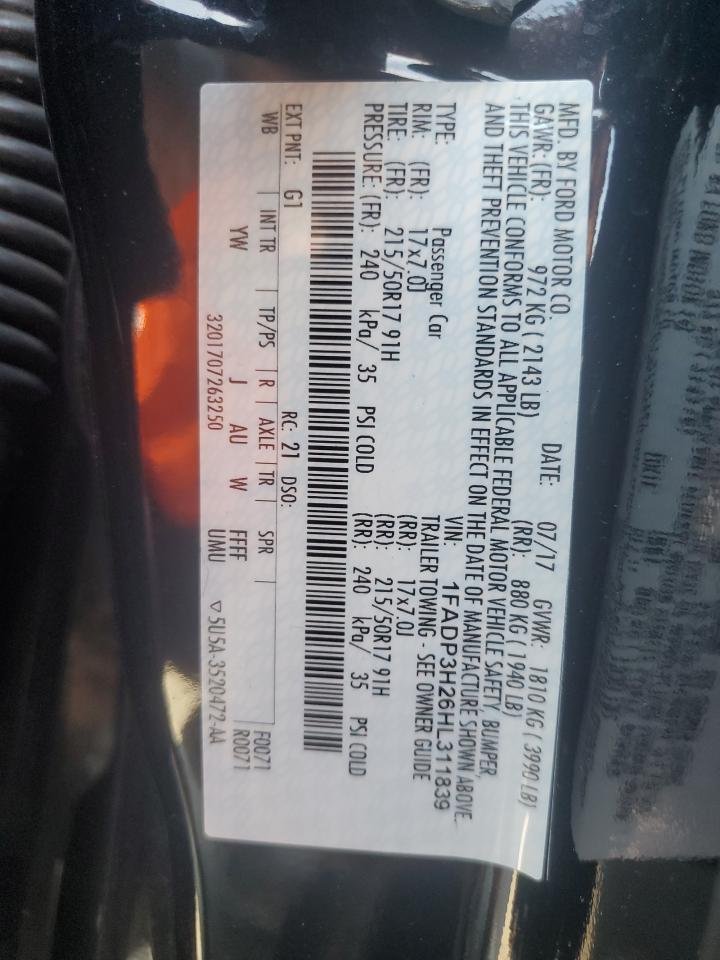 MFD. BY FORD MOTOR CO.
DATE: 07/17 GVWR: 1810 KG ( 3990 LB)
GAWR: (FR): 972 KG ( 2143 LB) (RR): 880 KG ( 1940 LB)
THIS VEHICLE CONFORMS TO ALL APPLICABLE FEDERAL MOTOR VEHICLE SAFETY, BUMPER,
AND THEFT PREVENTION STANDARDS IN EFFECT ON THE DATE OF MANUFACTURE SHOWN ABOVE.
VIN: 1FADP3H26HL311839
TYPE: Passenger Car TRAILER TOWING - SEE OWNER GUIDE
RIM: (FR): 17x7.0J (RR): 17x7.0J
TIRE: (FR): 215/50R17 91H (RR): 215/50R17 91H
PRESSURE: (FR): 240 kPa/ 35 PSI COLD (RR): 240 kPa/ 35 PSI COLD
EXT PNT: G1 RC: 21 DSO: F0071
WB INT TR TP/PS R AXLE TR SPR R0071
YW J AU W FFFF
3201707263250 UMU ▽5U5A-3520472-AA